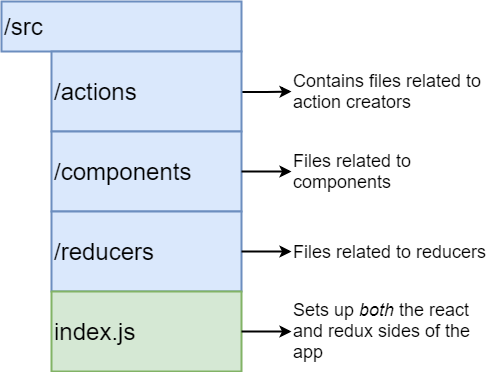 /src
/actions
Contains files related to
action creators
/components
Files related to
components
/reducers
Files related to reducers
index.js
Sets up both the react
and redux sides of the
app